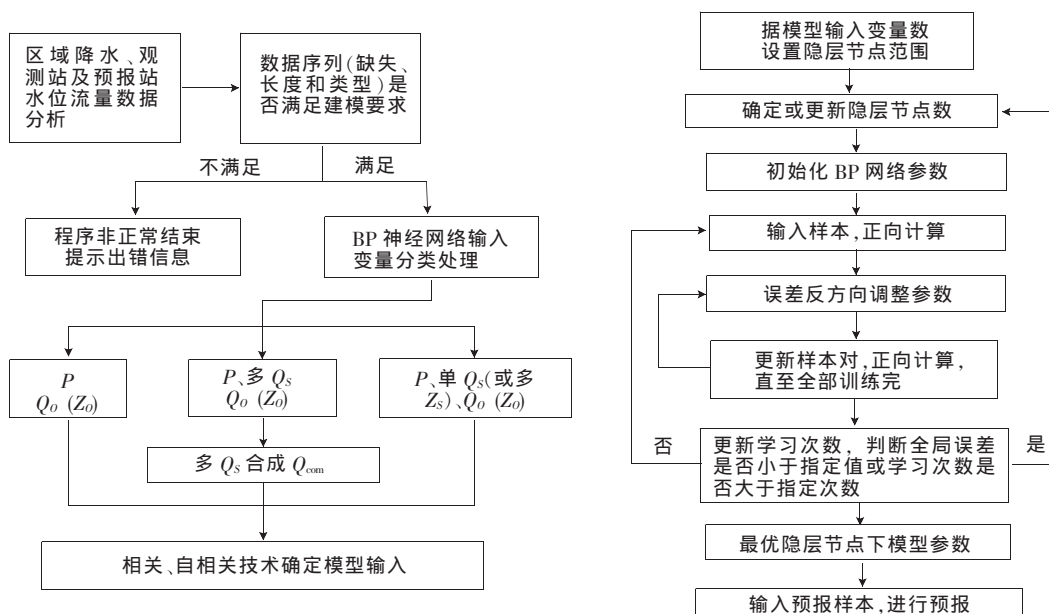 区域降水、观
测站及预报站
水位流量数据
分析
数据序列(缺失、
长度和类型)是
否满足建模要求
不满足
满足
程序非正常结束
提示出错信息
BP 神经网络输入
变量分类处理
P
Qo (Zo)
P、多 Qs
Qo (Zo)
P、单 Qs(或多
Zs)、Qo (Zo)
多 Qs 合成 Qcom
相关、自相关技术确定模型输入
据模型输入变量数
设置隐层节点范围
确定或更新隐层节点数
初始化 BP 网络参数
输入样本,正向计算
误差反方向调整参数
更新样本对,正向计算,
直至全部训练完
否
更新学习次数，判断全局误差
是否小于指定值或学习次数是
否大于指定次数
是
最优隐层节点下模型参数
输入预报样本,进行预报